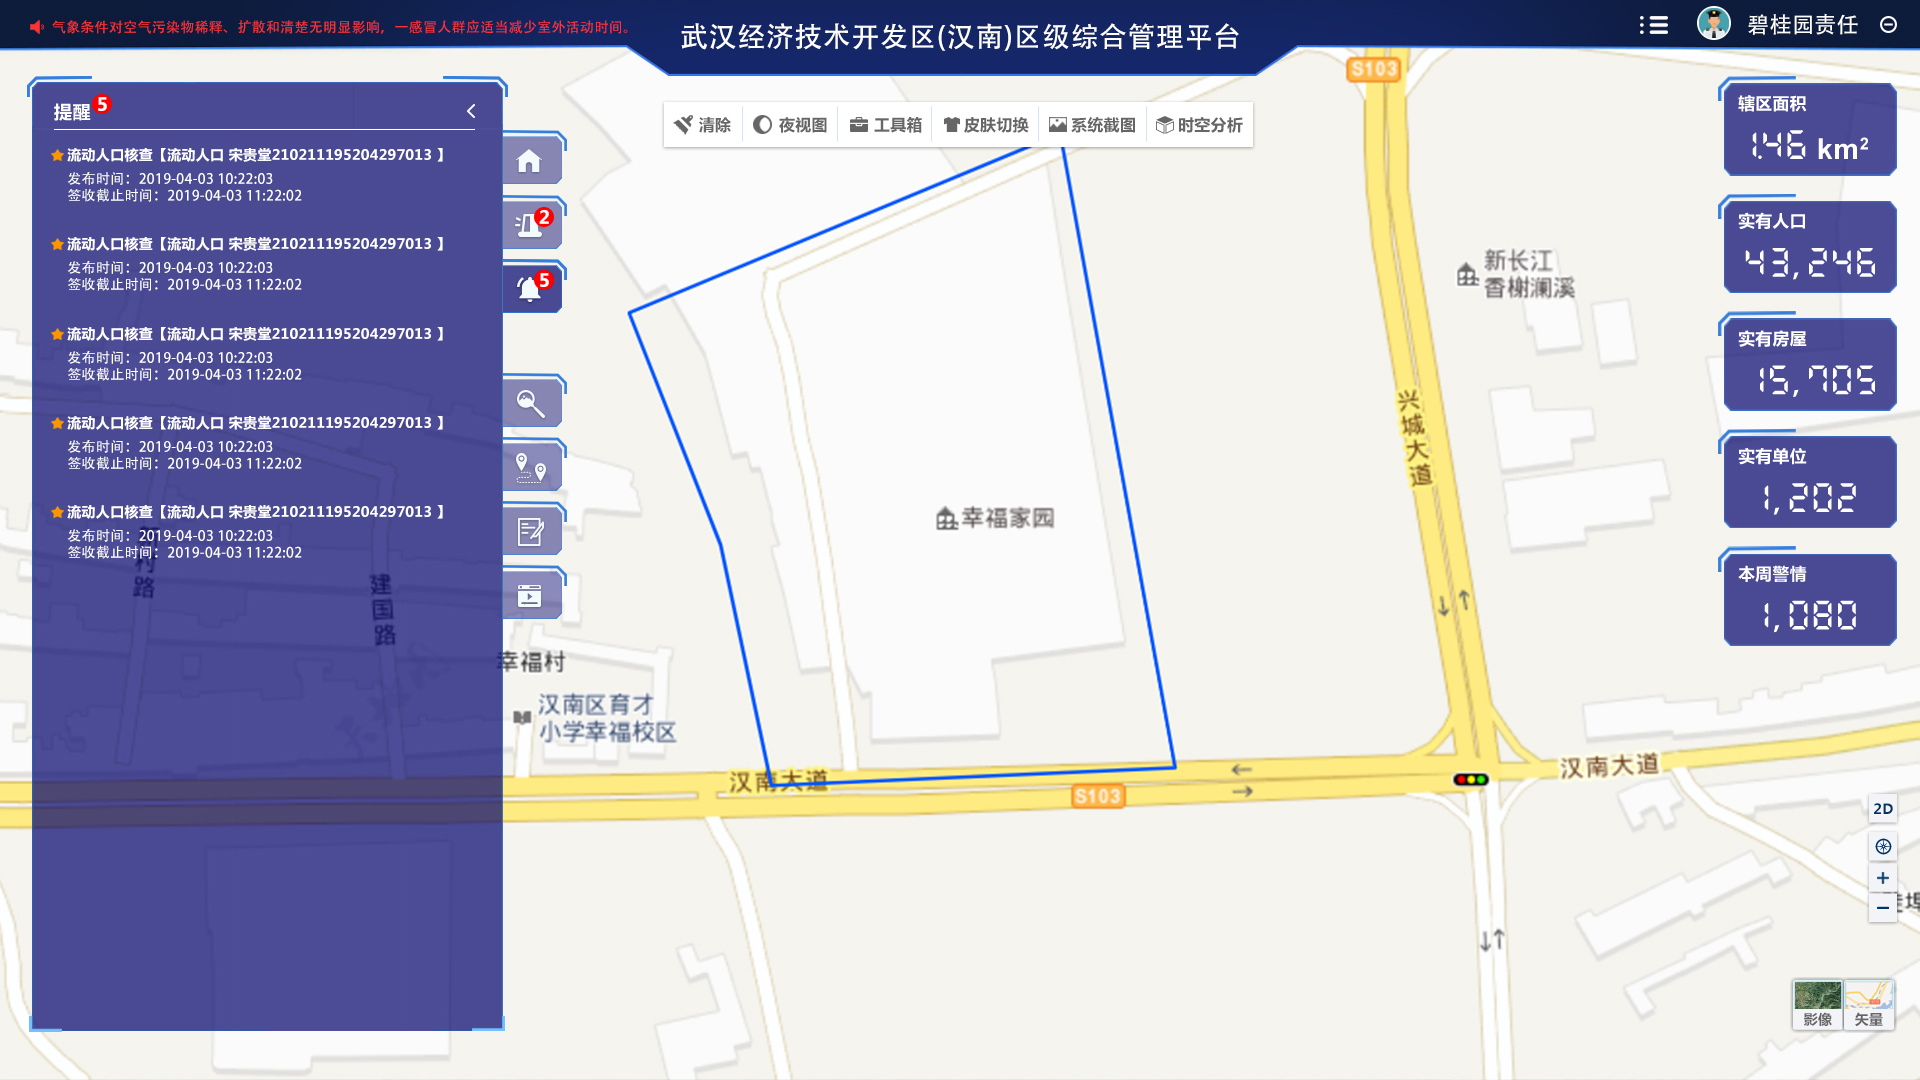 气象条件对空气污染物稀释、扩散和清楚无明显影响，一感冒人群应适当减少室外活动时间。
武汉经济技术开发区(汉南)区级综合管理平台
碧桂园责任
提醒 5
流动人口核查【流动人口 宋贵堂210211195204297013 】
发布时间：2019-04-03 10:22:03
签收截止时间：2019-04-03 11:22:02
流动人口核查【流动人口 宋贵堂210211195204297013 】
发布时间：2019-04-03 10:22:03
签收截止时间：2019-04-03 11:22:02
流动人口核查【流动人口 宋贵堂210211195204297013 】
发布时间：2019-04-03 10:22:03
签收截止时间：2019-04-03 11:22:02
流动人口核查【流动人口 宋贵堂210211195204297013 】
发布时间：2019-04-03 10:22:03
签收截止时间：2019-04-03 11:22:02
流动人口核查【流动人口 宋贵堂210211195204297013 】
发布时间：2019-04-03 10:22:03
签收截止时间：2019-04-03 11:22:02
2
5
清除 夜视图 工具箱 皮肤切换 系统截图 时空分析
S103
新长江
香榭澜溪
兴城大道
幸福家园
村路
建国路
幸福村
汉南区育才
小学幸福校区
汉南大道
S103
汉南大道
辖区面积
1.46 km²
实有人口
43,246
实有房屋
15,705
实有单位
1,202
本周警情
1,080
2D
+
−
埠
影像 矢量